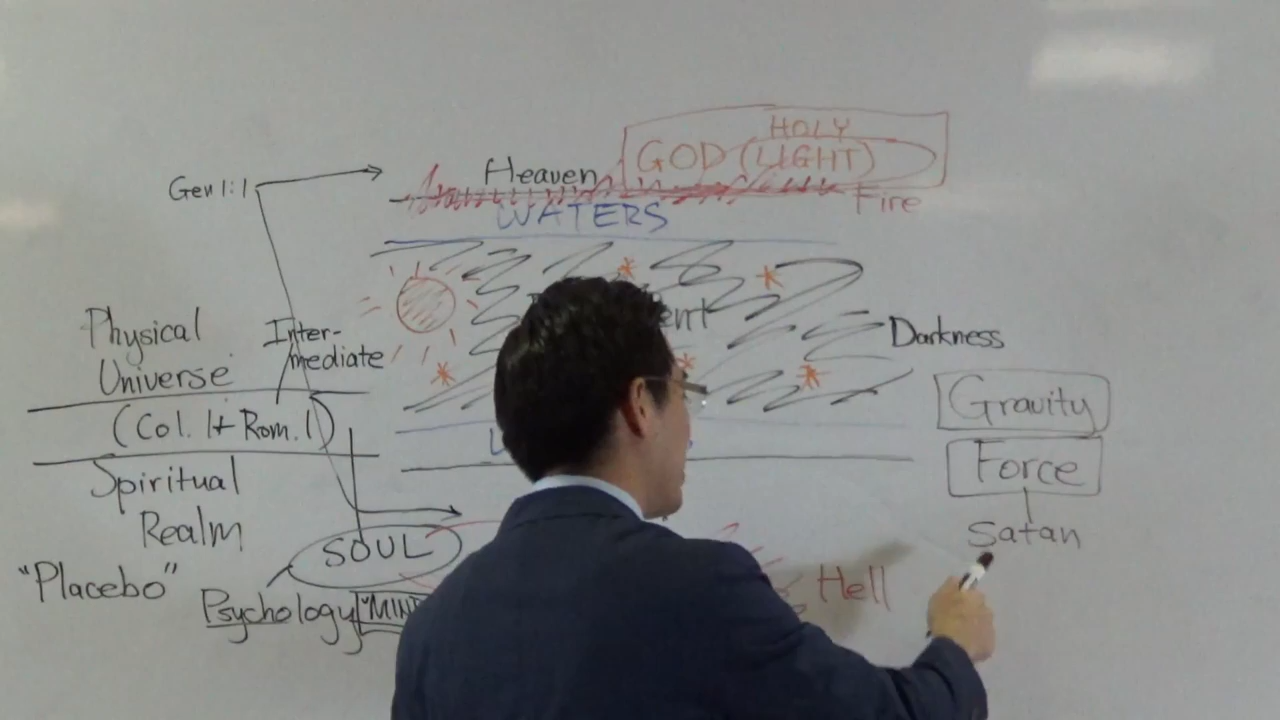 HOLY
GOD (LIGHT)
Heaven
Gen 1:1
Fire
WATERS
Darkness
Physical
Universe
Inter-
mediate
Gravity
(Col. 1 + Rom. 1)
Force
Spiritual
Realm
Satan
SOUL
"Placebo"
Hell
Psychology